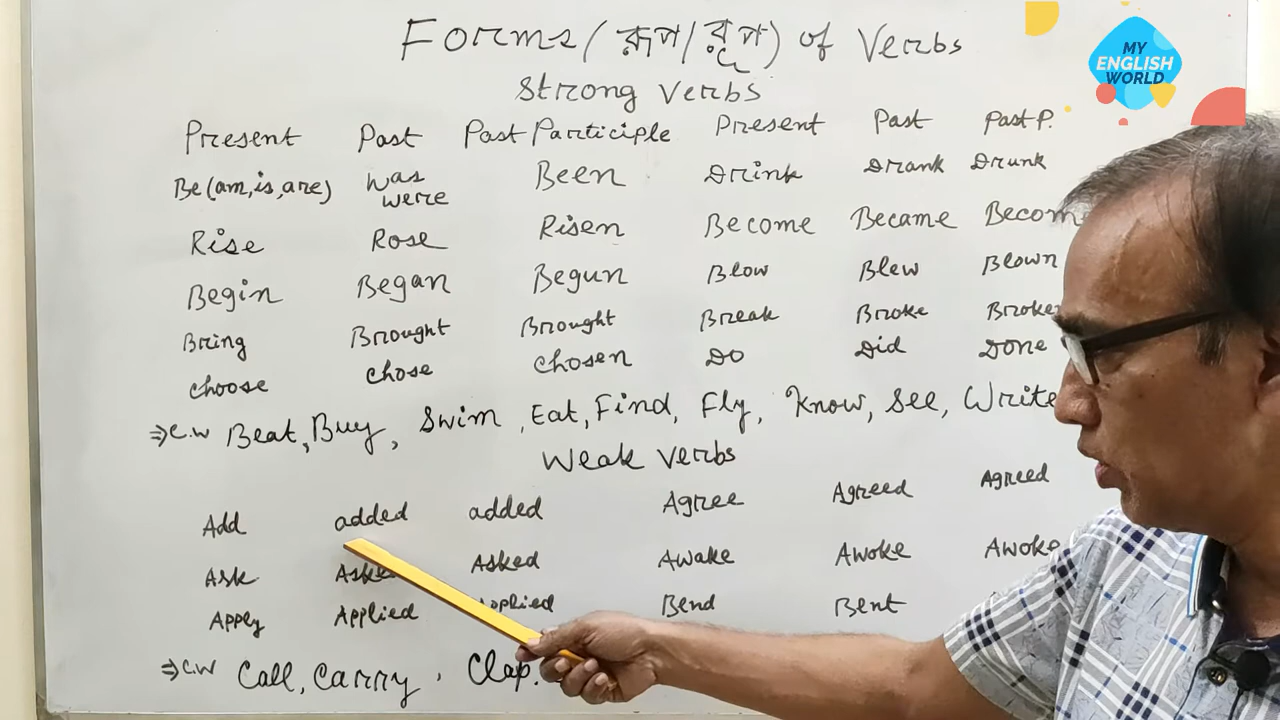 Forms (রূপ/রূপ) of Verbs
MY
ENGLISH
WORLD
Strong Verbs
Present Past Past Participle Present Past Past P.
Be (am, is, are) was were Been Drink Drank Drunk
Rise Rose Risen Become Became Becom
Begin Began Begun Blow Blew Blown
Bring Brought Brought Break Broke Broke
Choose Chose Chosen Do Did Done
⇒ C.W Beat, Buy, Swim, Eat, Find, Fly, Know, See, Write
Weak Verbs
Add added added Agree Agreed Agreed
Ask Aske Asked Awake Awoke Awoke
Apply Applied pplied Bend Bent
⇒ C.W Call, Carry, Clap.